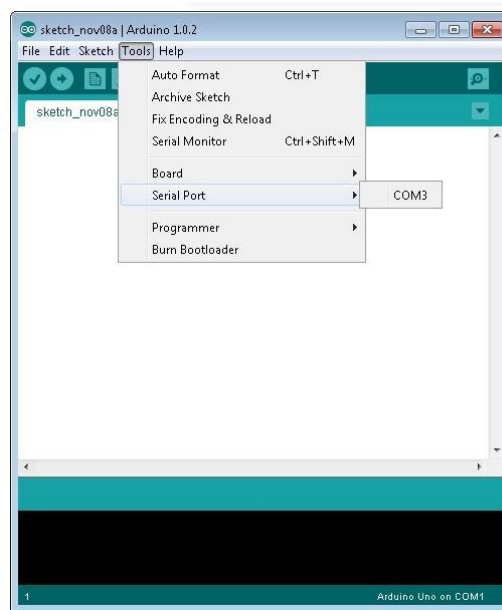 sketch_nov08a | Arduino 1.0.2
File Edit Sketch Tools Help
Auto Format Ctrl+T
Archive Sketch
Fix Encoding & Reload
Serial Monitor Ctrl+Shift+M
sketch_nov08a
Board
Serial Port
COM3
Programmer
Burn Bootloader
1
Arduino Uno on COM1